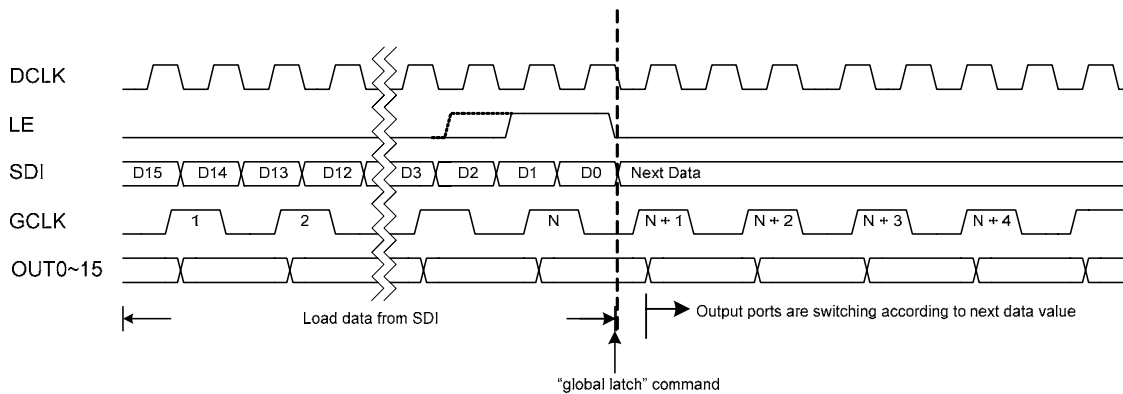 DCLK
LE
SDI
D15 D14 D13 D12 D3 D2 D1 D0 Next Data
GCLK
1 2 N N + 1 N + 2 N + 3 N + 4
OUT0~15
Load data from SDI
Output ports are switching according to next data value
“global latch” command